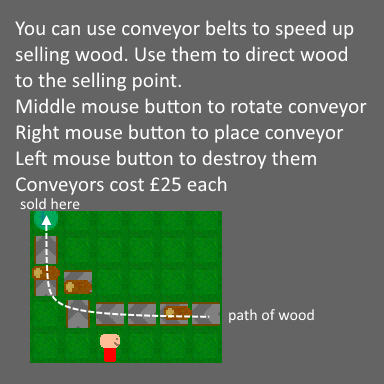 You can use conveyor belts to speed up
selling wood. Use them to direct wood
to the selling point.
Middle mouse button to rotate conveyor
Right mouse button to place conveyor
Left mouse button to destroy them
Conveyors cost £25 each
sold here
path of wood